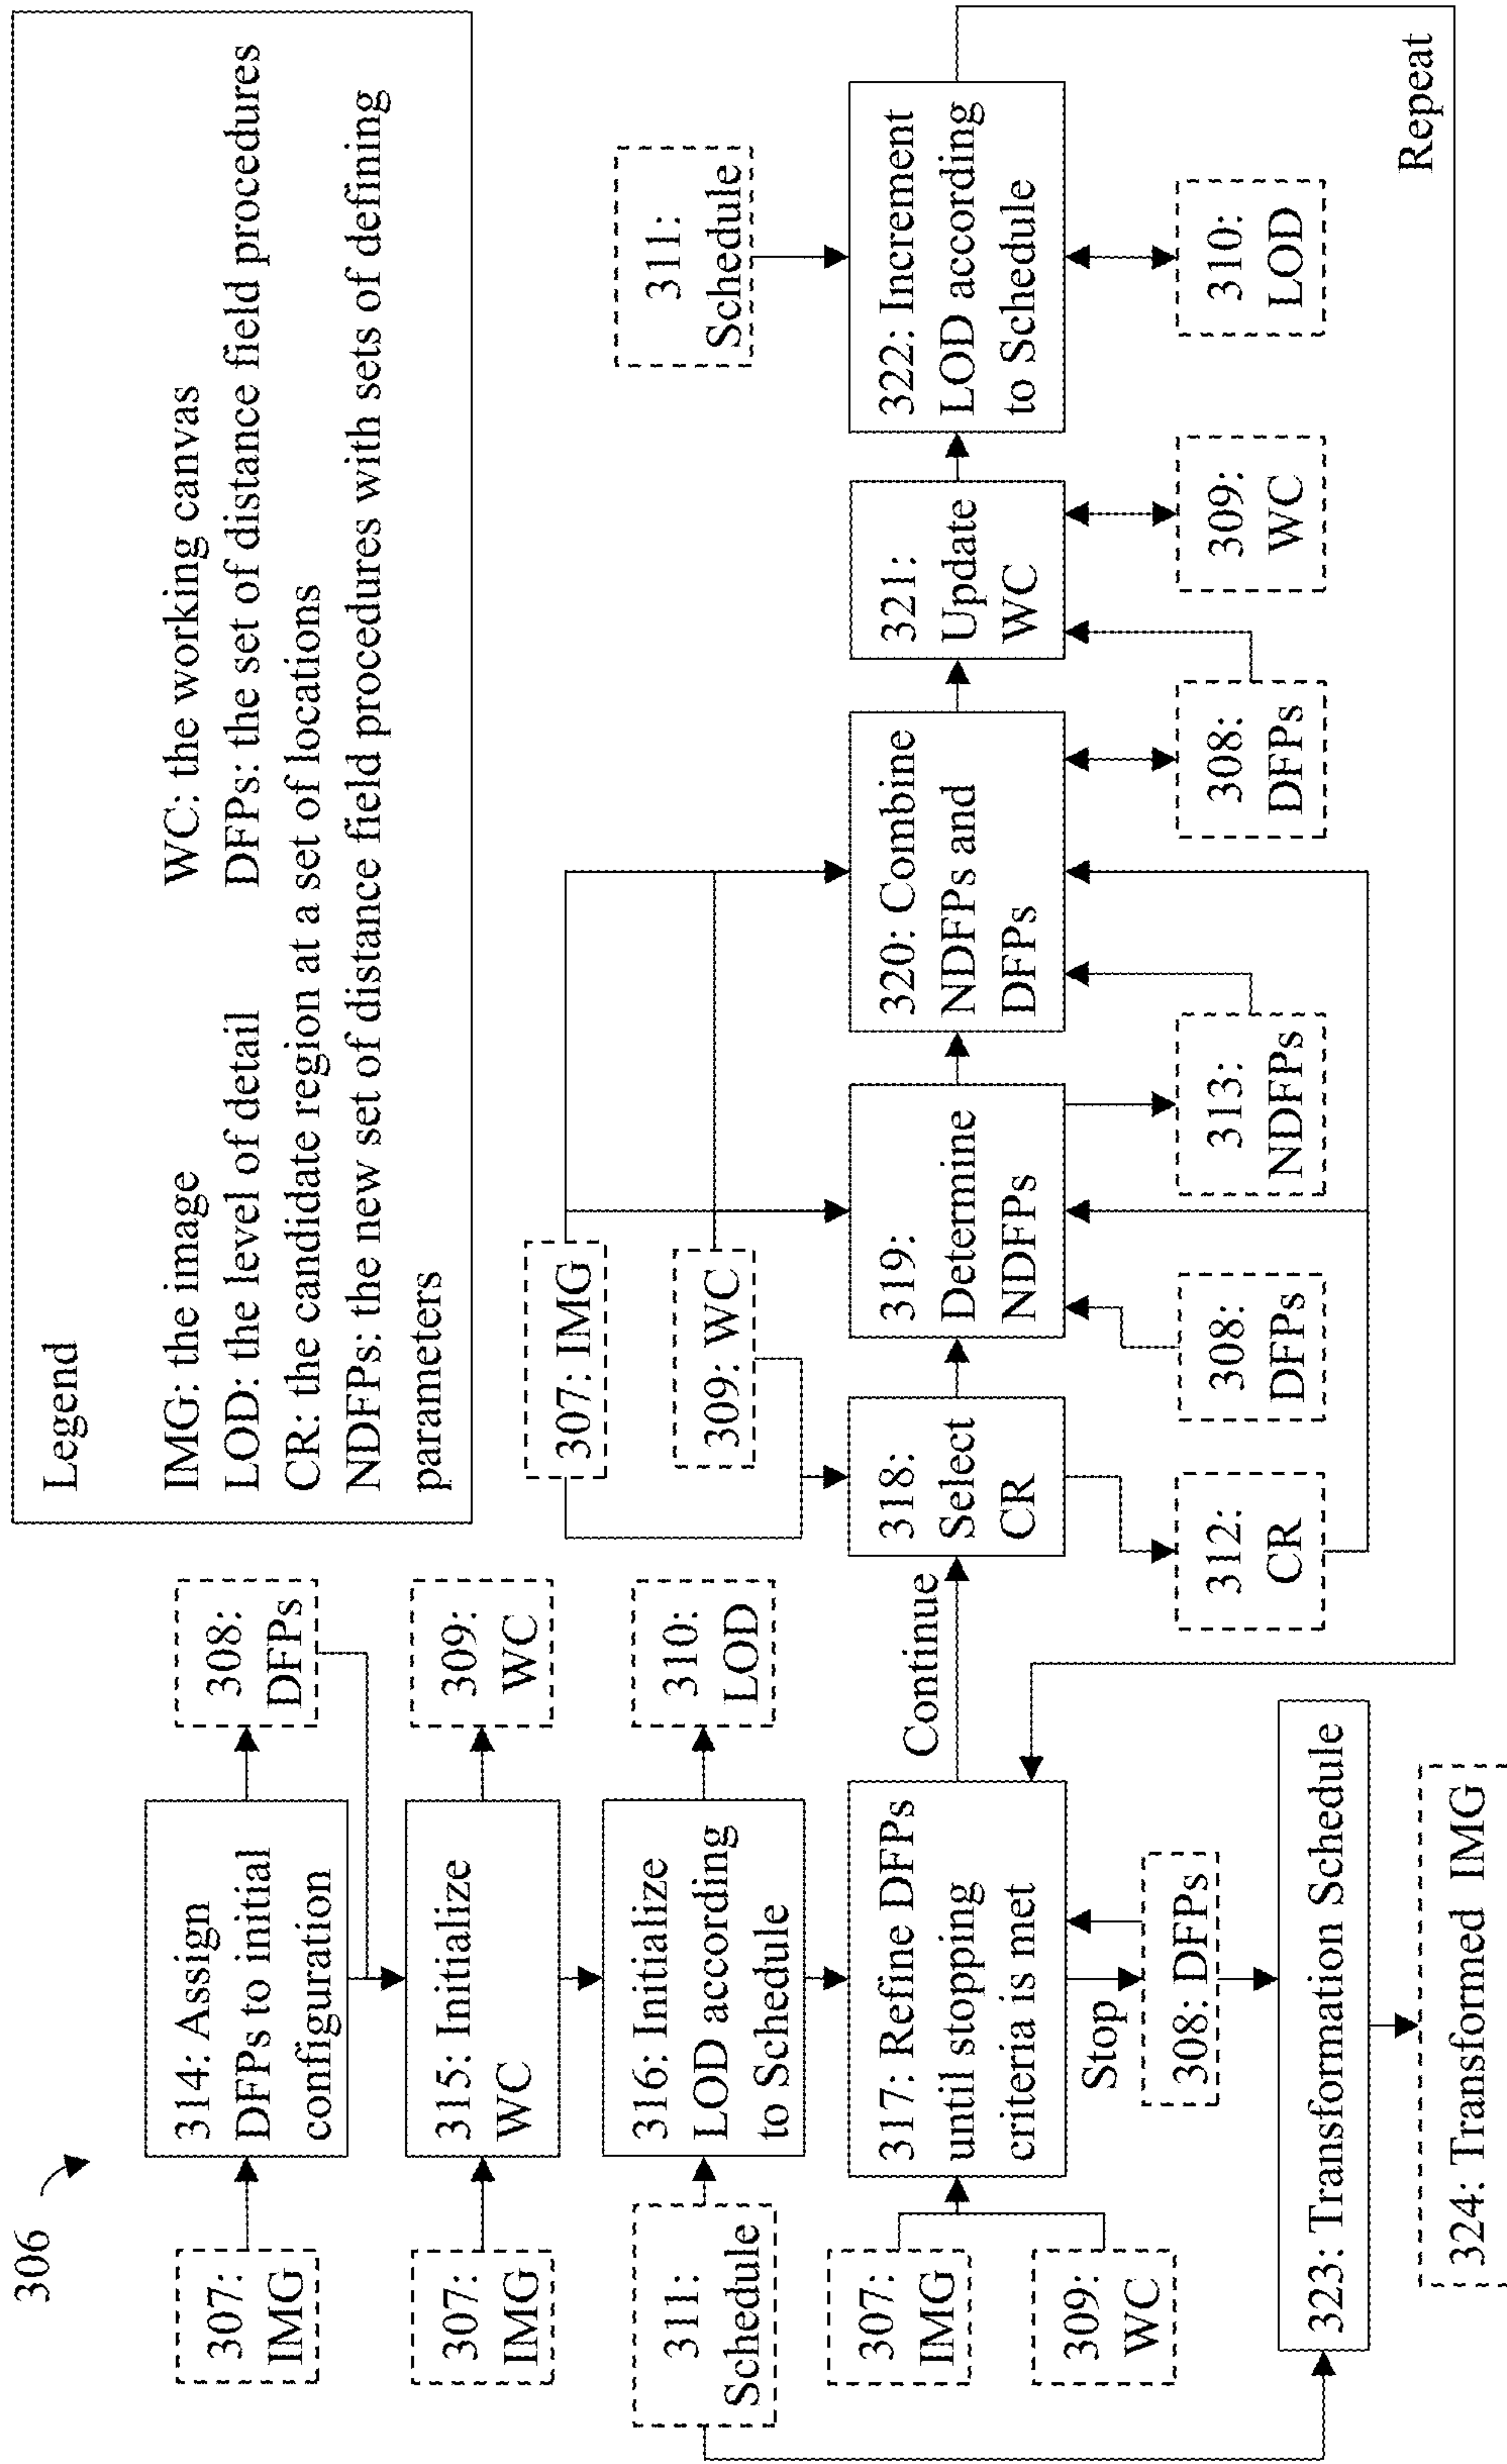 Legend
IMG: the image
WC: the working canvas
LOD: the level of detail
DFPs: the set of distance field procedures
CR: the candidate region at a set of locations
NDFPs: the new set of distance field procedures with sets of defining
parameters
306
307:
IMG
314: Assign
DFPs to initial
configuration
308:
DFPs
307:
IMG
315: Initialize
WC
309:
WC
311:
Schedule
316: Initialize
LOD according
to Schedule
310:
LOD
307:
IMG
309:
WC
317: Refine DFPs
until stopping
criteria is met
Continue
Stop
308: DFPs
323: Transformation Schedule
324: Transformed IMG
307: IMG
309: WC
318:
Select
CR
312:
CR
308:
DFPs
319:
Determine
NDFPs
313:
NDFPs
320: Combine
NDFPs and
DFPs
308:
DFPs
321:
Update
WC
309:
WC
311:
Schedule
322: Increment
LOD according
to Schedule
310:
LOD
Repeat